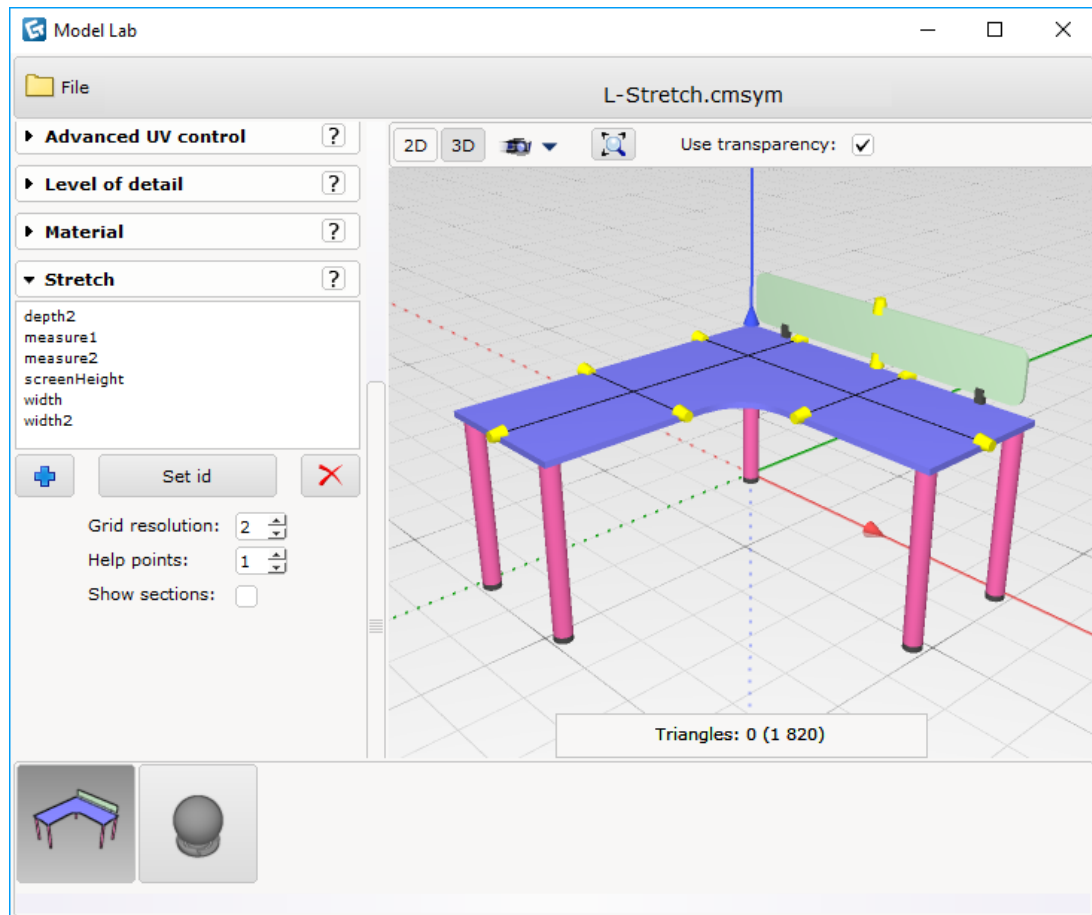 Model Lab
File
L-Stretch.cmsym
Advanced UV control ?
2D 3D Use transparency:
Level of detail ?
Material ?
Stretch ?
depth2
measure1
measure2
screenHeight
width
width2
Set id
Grid resolution: 2
Help points: 1
Show sections:
Triangles: 0 (1 820)